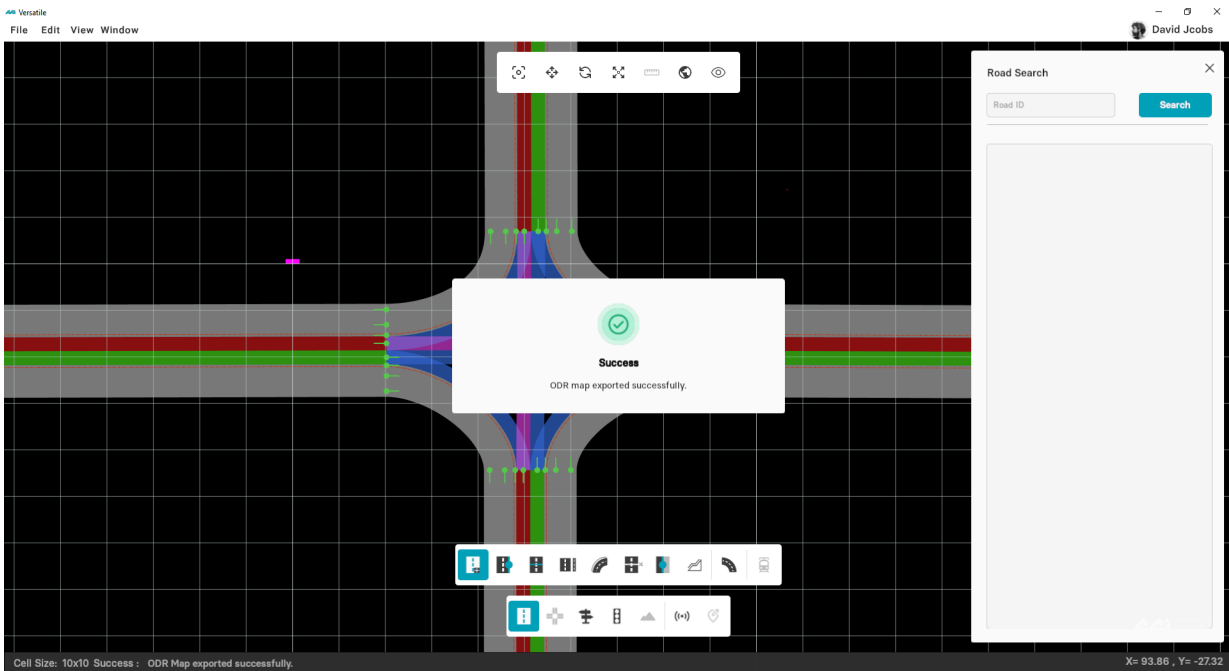 AVS Versatile
File Edit View Window
David Jcobs
Road Search
Road ID
Search
Success
ODR map exported successfully.
Cell Size: 10x10 Success : ODR Map exported successfully.
X= 93.86 , Y= -27.32